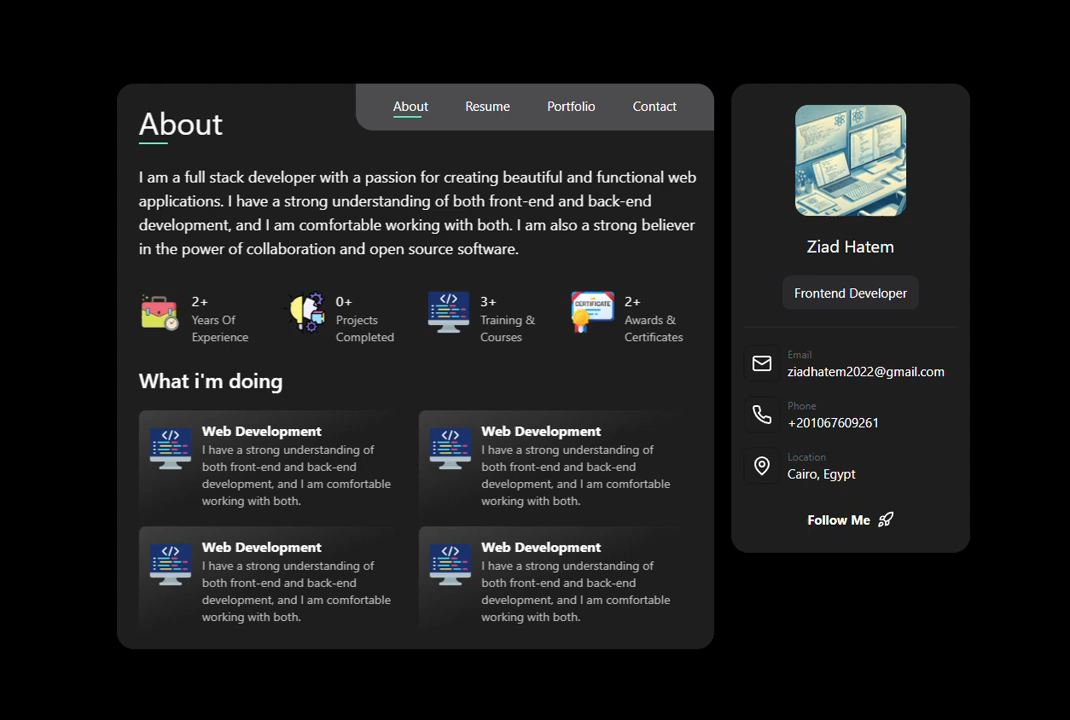 About
About Resume Portfolio Contact
I am a full stack developer with a passion for creating beautiful and functional web
applications. I have a strong understanding of both front-end and back-end
development, and I am comfortable working with both. I am also a strong believer
in the power of collaboration and open source software.
2+
Years Of
Experience
0+
Projects
Completed
CERTIFICATE
3+
Training &
Courses
2+
Awards &
Certificates
What i'm doing
Web Development
I have a strong understanding of
both front-end and back-end
development, and I am comfortable
working with both.
Web Development
I have a strong understanding of
both front-end and back-end
development, and I am comfortable
working with both.
Web Development
I have a strong understanding of
both front-end and back-end
development, and I am comfortable
working with both.
Web Development
I have a strong understanding of
both front-end and back-end
development, and I am comfortable
working with both.
Ziad Hatem
Frontend Developer
Email
ziadhatem2022@gmail.com
Phone
+201067609261
Location
Cairo, Egypt
Follow Me